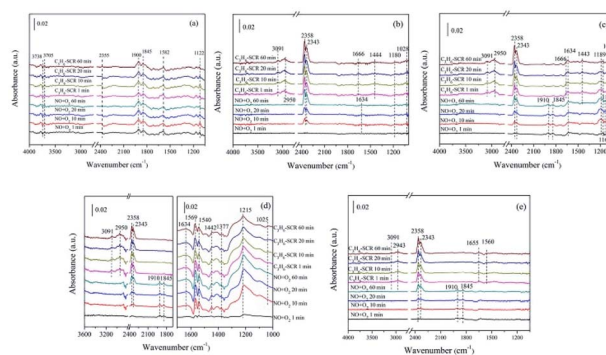 0.02
(a)
3738 3705
2355
1900
1845
1582
1122
C₃H₆-SCR 60 min
C₃H₆-SCR 20 min
C₃H₆-SCR 10 min
C₃H₆-SCR 1 min
NO+O₂ 60 min
NO+O₂ 20 min
NO+O₂ 10 min
NO+O₂ 1 min
Absorbance (a.u.)
4000 3000 2400 2000 1600 1200
Wavenumber (cm⁻¹)
0.02
(b)
2358
2343
3091
2950
1666
1634
1444
1180
1028
C₃H₆-SCR 60 min
C₃H₆-SCR 20 min
C₃H₆-SCR 10 min
C₃H₆-SCR 1 min
NO+O₂ 60 min
NO+O₂ 20 min
NO+O₂ 10 min
NO+O₂ 1 min
Absorbance (a.u.)
4000 3000 2400 2000 1600 1200
Wavenumber (cm⁻¹)
0.02
(c)
2358
2343
3091 2950
1666
1634
1443
1189
1910
1845
C₃H₆-SCR 60 min
C₃H₆-SCR 20 min
C₃H₆-SCR 10 min
C₃H₆-SCR 1 min
NO+O₂ 60 min
NO+O₂ 20 min
NO+O₂ 10 min
NO+O₂ 1 min
Absorbance (a.u.)
4000 3000 2400 2000 1600 1200
Wavenumber (cm⁻¹)
0.02
2358
2343
3091
2950
1910
1845
Absorbance (a.u.)
3600 3000 2400 2000
0.02
(d)
1634
1569
1540
1442
1377
1215
1025
C₃H₆-SCR 60 min
C₃H₆-SCR 20 min
C₃H₆-SCR 10 min
C₃H₆-SCR 1 min
NO+O₂ 60 min
NO+O₂ 20 min
NO+O₂ 10 min
NO+O₂ 1 min
1600 1400 1200 1000
Wavenumber (cm⁻¹)
0.02
(e)
2358
2343
3091
2943
1655
1560
1910
1845
C₃H₆-SCR 60 min
C₃H₆-SCR 20 min
C₃H₆-SCR 10 min
C₃H₆-SCR 1 min
NO+O₂ 60 min
NO+O₂ 20 min
NO+O₂ 10 min
NO+O₂ 1 min
Absorbance (a.u.)
4000 3000 2400 2000 1600 1200
Wavenumber (cm⁻¹)